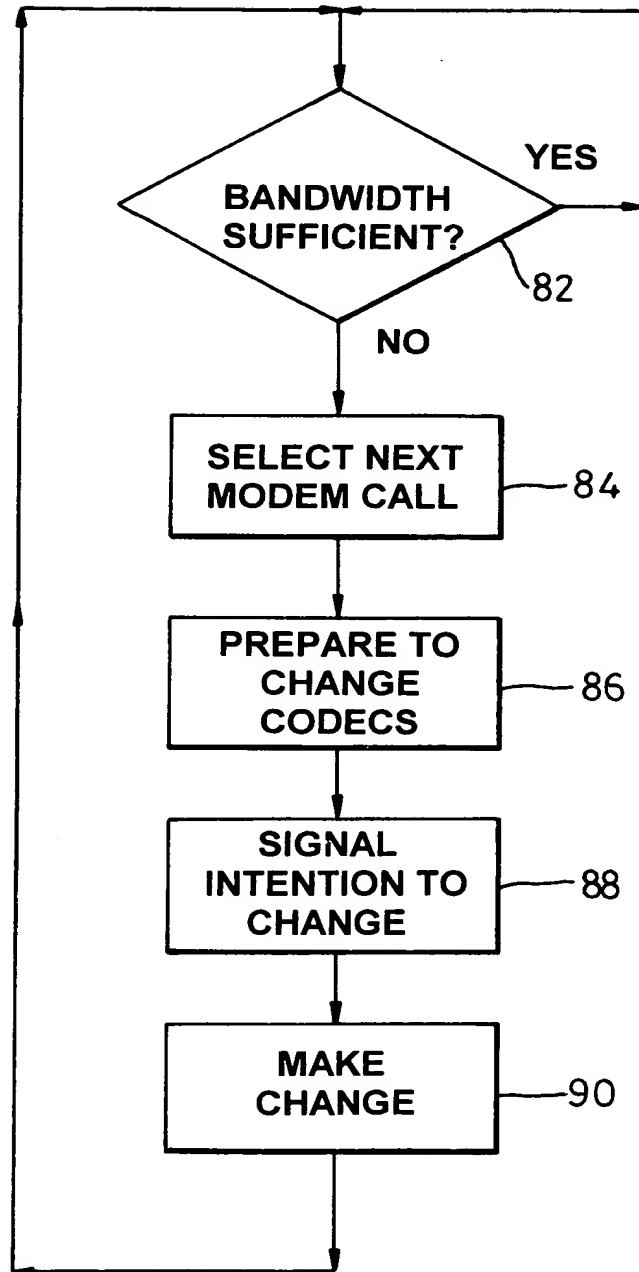 YES
BANDWIDTH
SUFFICIENT?
82
NO
SELECT NEXT
MODEM CALL
84
PREPARE TO
CHANGE
CODECS
86
SIGNAL
INTENTION TO
CHANGE
88
MAKE
CHANGE
90